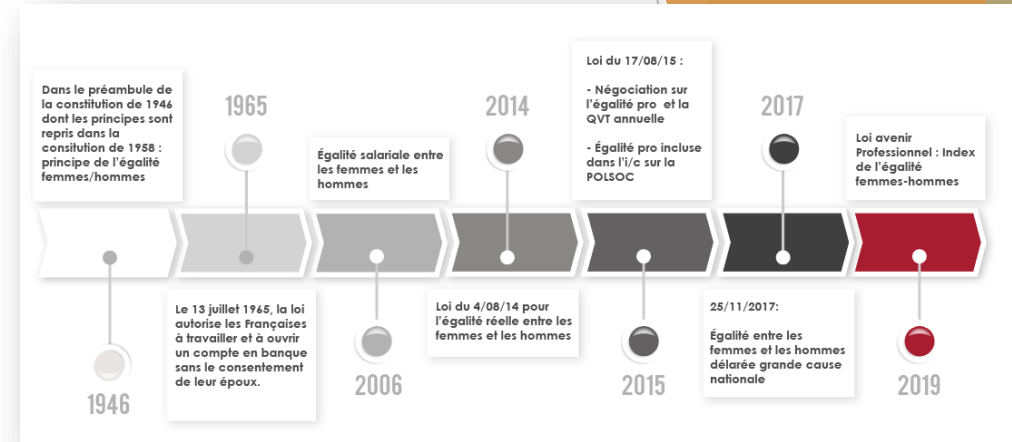 Dans le préambule de
la constitution de 1946
dont les principes sont
repris dans la
consitution de 1958 :
principe de l'égalité
femmes/hommes
1946
1965
Le 13 juillet 1965, la loi
autorise les Françaises
à travailler et à ouvrir
un compte en banque
sans le consentement
de leur époux.
Égalité salariale entre
les femmes et les
hommes
2006
2014
Loi du 4/08/14 pour
l'égalité réelle entre les
femmes et les hommes
Loi du 17/08/15 :
- Négociation sur
l'égalité pro et la
QVT annuelle
- Égalité pro incluse
dans l'i/c sur la
POLSOC
2015
2017
25/11/2017:
Égalité entre les
femmes et les hommes
délarée grande cause
nationale
Loi avenir
Professionnel : Index
de l'égalité
femmes-hommes
2019